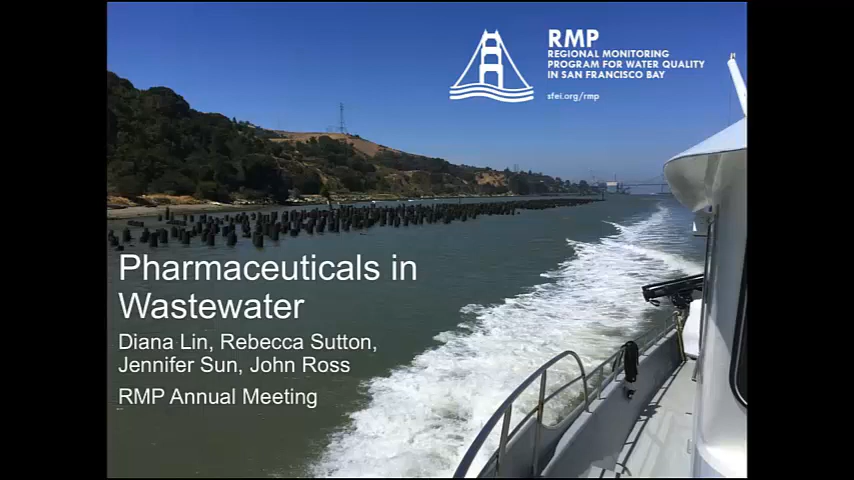 RMP
REGIONAL MONITORING
PROGRAM FOR WATER QUALITY
IN SAN FRANCISCO BAY
sfei.org/rmp
Pharmaceuticals in
Wastewater
Diana Lin, Rebecca Sutton,
Jennifer Sun, John Ross
RMP Annual Meeting